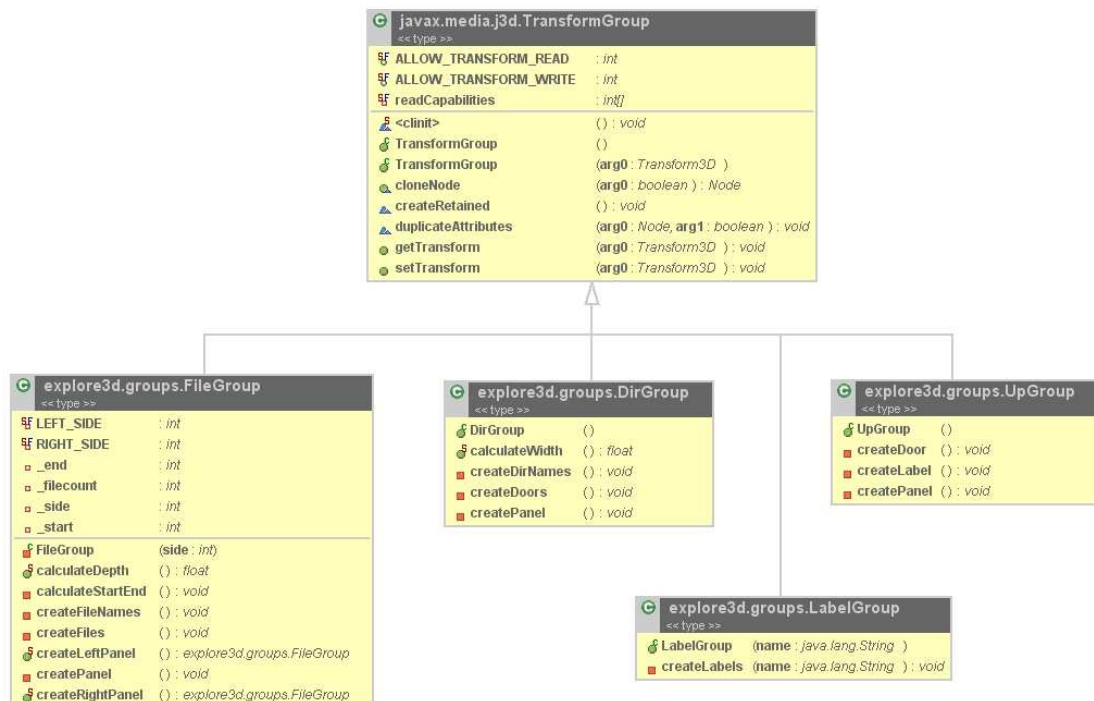 javax.media.j3d.TransformGroup
<< type >>
ALLOW_TRANSFORM_READ : int
ALLOW_TRANSFORM_WRITE : int
readCapabilities : int[]
<clinit> () : void
TransformGroup ()
TransformGroup (arg0 : Transform3D )
cloneNode (arg0 : boolean ) : Node
createRetained () : void
duplicateAttributes (arg0 : Node, arg1 : boolean ) : void
getTransform (arg0 : Transform3D ) : void
setTransform (arg0 : Transform3D ) : void
explore3d.groups.FileGroup
<< type >>
LEFT_SIDE : int
RIGHT_SIDE : int
_end : int
_filecount : int
_side : int
_start : int
FileGroup (side : int)
calculateDepth () : float
calculateStartEnd () : void
createFileNames () : void
createFiles () : void
createLeftPanel () : explore3d.groups.FileGroup
createPanel () : void
createRightPanel () : explore3d.groups.FileGroup
explore3d.groups.DirGroup
<< type >>
DirGroup ()
calculateWidth () : float
createDirNames () : void
createDoors () : void
createPanel () : void
explore3d.groups.UpGroup
<< type >>
UpGroup ()
createDoor () : void
createLabel () : void
createPanel () : void
explore3d.groups.LabelGroup
<< type >>
LabelGroup (name : java.lang.String )
createLabels (name : java.lang.String ) : void